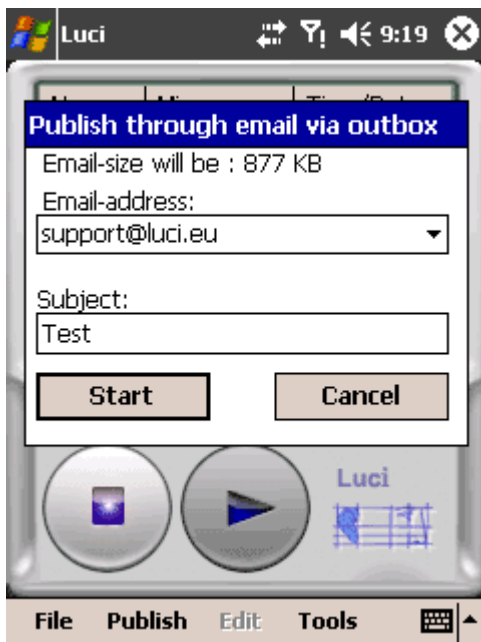 Luci 9:19
Publish through email via outbox
Email-size will be : 877 KB
Email-address:
support@luci.eu
Subject:
Test
Start Cancel
Luci
File Publish Edit Tools